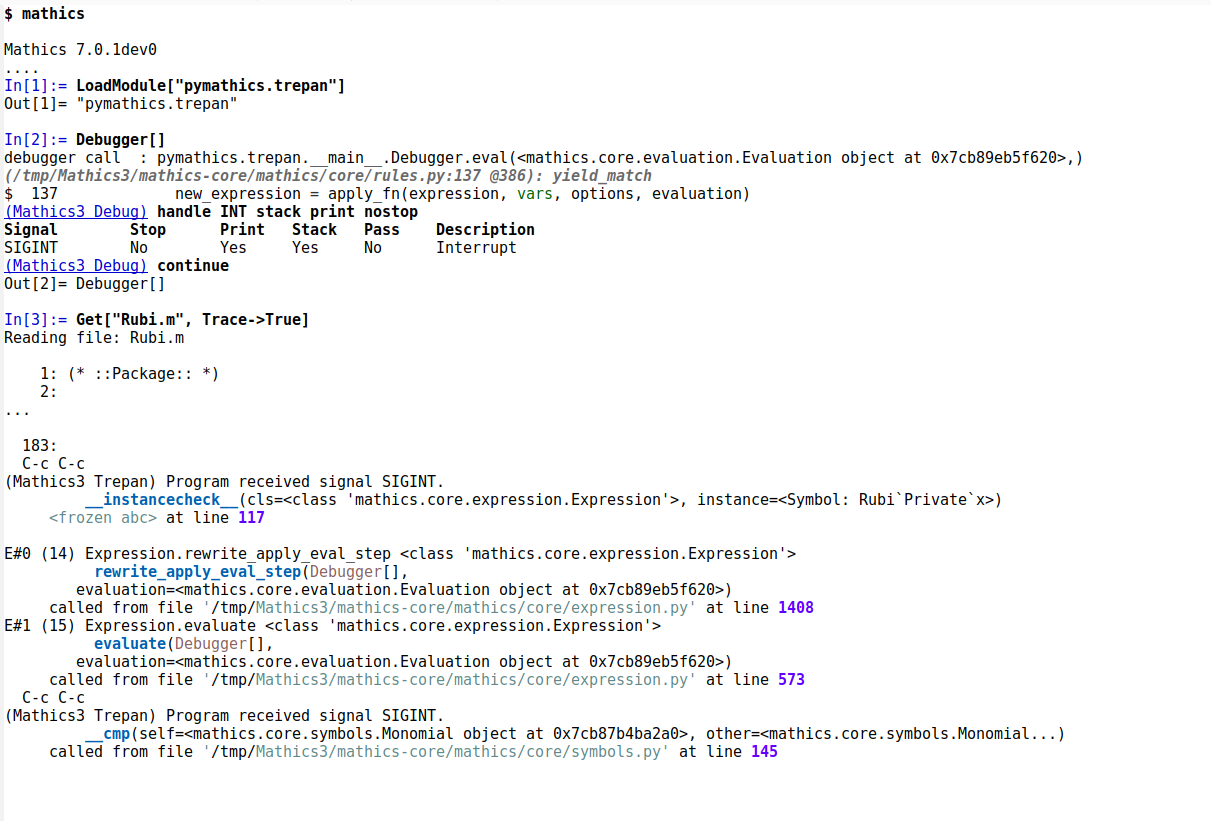 $ mathics
Mathics 7.0.1dev0
....
In[1]:= LoadModule["pymathics.trepan"]
Out[1]= "pymathics.trepan"
In[2]:= Debugger[]
debugger call  : pymathics.trepan.__main__.Debugger.eval(<mathics.core.evaluation.Evaluation object at 0x7cb89eb5f620>,)
(/tmp/Mathics3/mathics-core/mathics/core/rules.py:137 @386): yield_match
$  137             new_expression = apply_fn(expression, vars, options, evaluation)
(Mathics3 Debug) handle INT stack print nostop
Signal        Stop      Print   Stack   Pass    Description
SIGINT        No        Yes     Yes     No      Interrupt
(Mathics3 Debug) continue
Out[2]= Debugger[]
In[3]:= Get["Rubi.m", Trace->True]
Reading file: Rubi.m
    1: (* ::Package:: *)
    2:
...
  183:
  C-c C-c
(Mathics3 Trepan) Program received signal SIGINT.
         __instancecheck__(cls=<class 'mathics.core.expression.Expression'>, instance=<Symbol: Rubi`Private`x>)
     <frozen abc> at line 117
E#0 (14) Expression.rewrite_apply_eval_step <class 'mathics.core.expression.Expression'>
          rewrite_apply_eval_step(Debugger[],
        evaluation=<mathics.core.evaluation.Evaluation object at 0x7cb89eb5f620>)
     called from file '/tmp/Mathics3/mathics-core/mathics/core/expression.py' at line 1408
E#1 (15) Expression.evaluate <class 'mathics.core.expression.Expression'>
          evaluate(Debugger[],
        evaluation=<mathics.core.evaluation.Evaluation object at 0x7cb89eb5f620>)
     called from file '/tmp/Mathics3/mathics-core/mathics/core/expression.py' at line 573
  C-c C-c
(Mathics3 Trepan) Program received signal SIGINT.
         __cmp(self=<mathics.core.symbols.Monomial object at 0x7cb87b4ba2a0>, other=<mathics.core.symbols.Monomial...)
     called from file '/tmp/Mathics3/mathics-core/mathics/core/symbols.py' at line 145